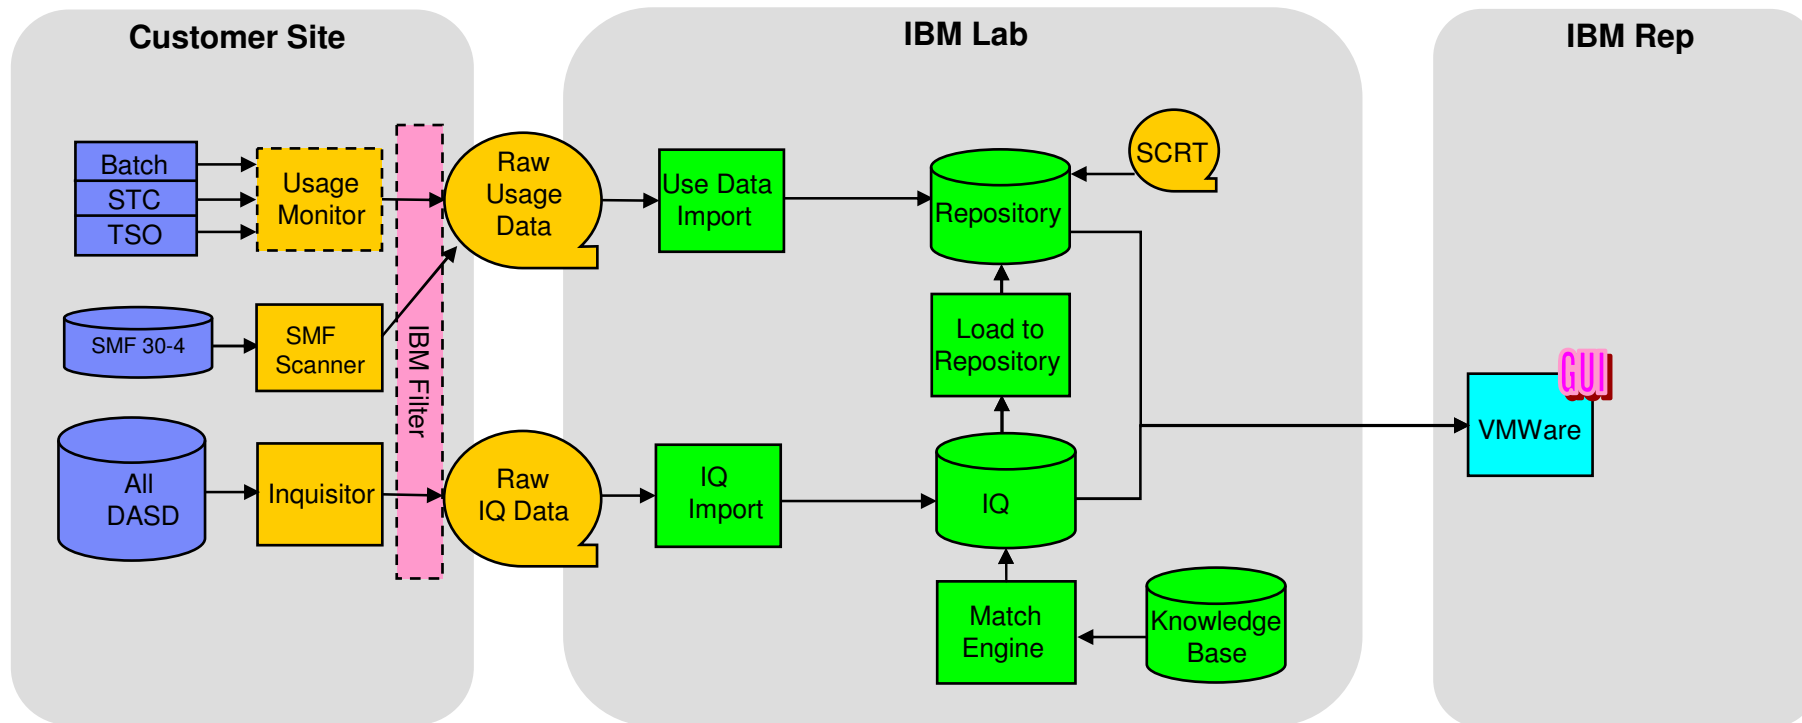 Customer Site
IBM Lab
IBM Rep
Batch
STC
TSO
Usage
Monitor
SMF 30-4
SMF
Scanner
All
DASD
Inquisitor
IBM Filter
Raw
Usage
Data
Raw
IQ Data
Use Data
Import
IQ
Import
Repository
SCRT
Load to
Repository
IQ
Match
Engine
Knowledge
Base
GUI
VMWare